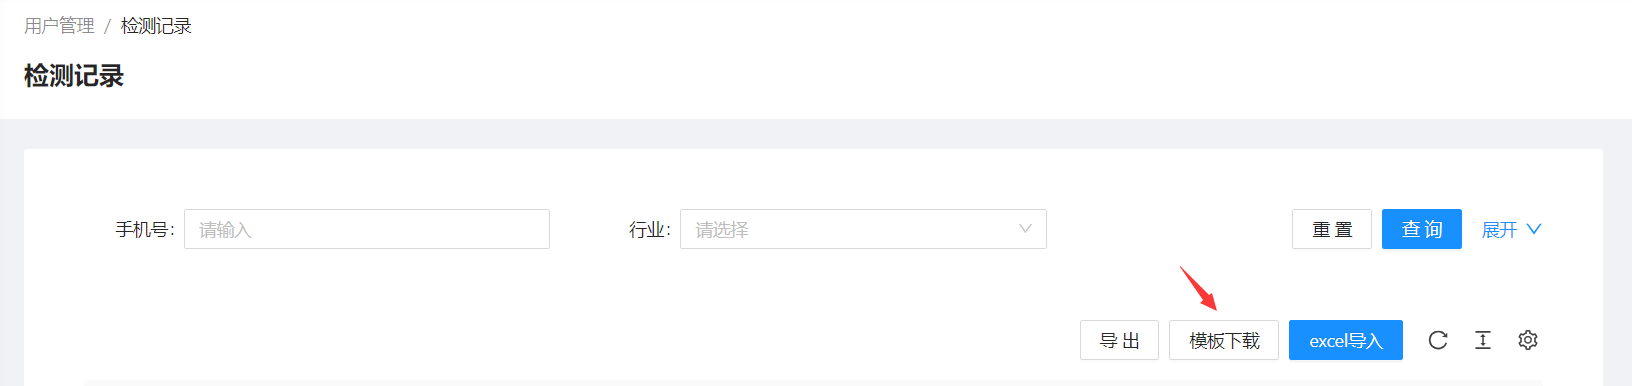 用户管理 / 检测记录
检测记录
手机号: 请输入 行业: 请选择 重 置 查 询 展开
导 出 模板下载 excel导入